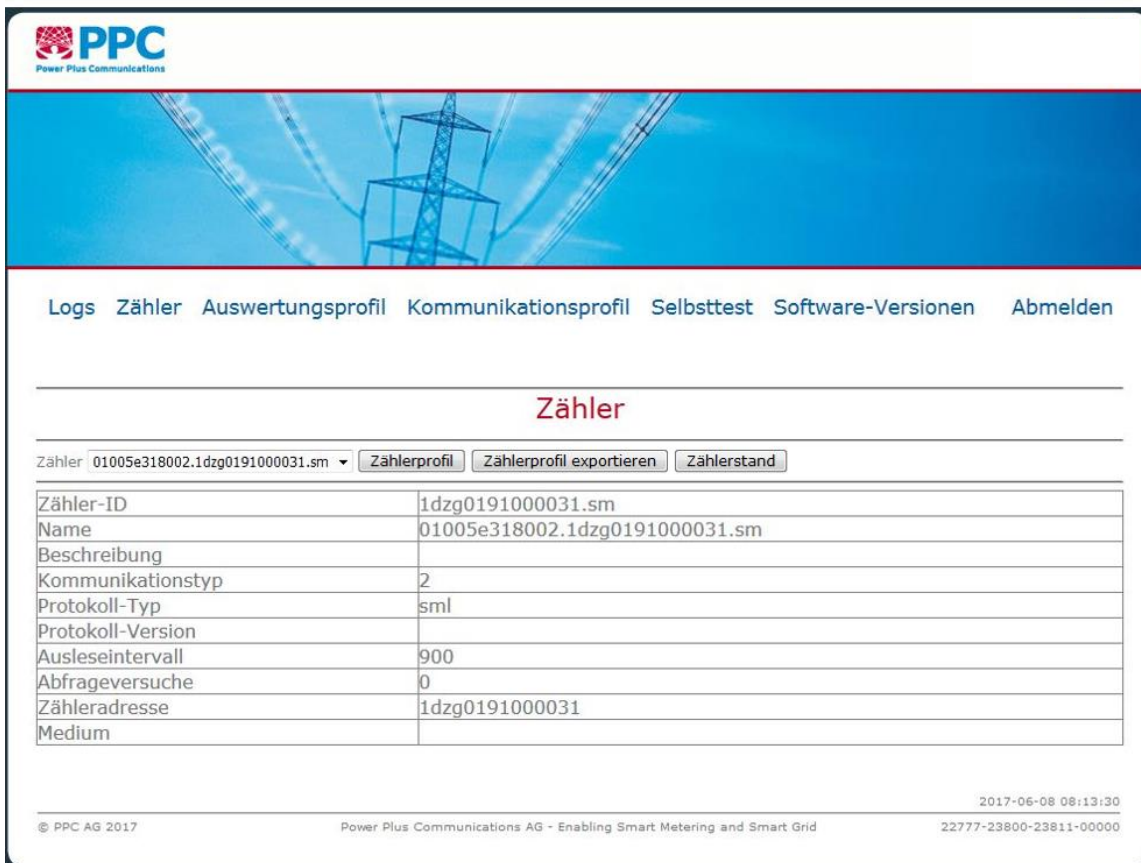 PPC
Power Plus Communications
Logs Zähler Auswertungsprofil Kommunikationsprofil Selbsttest Software-Versionen Abmelden
Zähler
Zähler 01005e318002.1dzg0191000031.sm Zählerprofil Zählerprofil exportieren Zählerstand
Zähler-ID 1dzg0191000031.sm
Name 01005e318002.1dzg0191000031.sm
Beschreibung
Kommunikationstyp 2
Protokoll-Typ sml
Protokoll-Version
Ausleseintervall 900
Abfrageversuche 0
Zähleradresse 1dzg0191000031
Medium
2017-06-08 08:13:30
© PPC AG 2017 Power Plus Communications AG - Enabling Smart Metering and Smart Grid 22777-23800-23811-00000